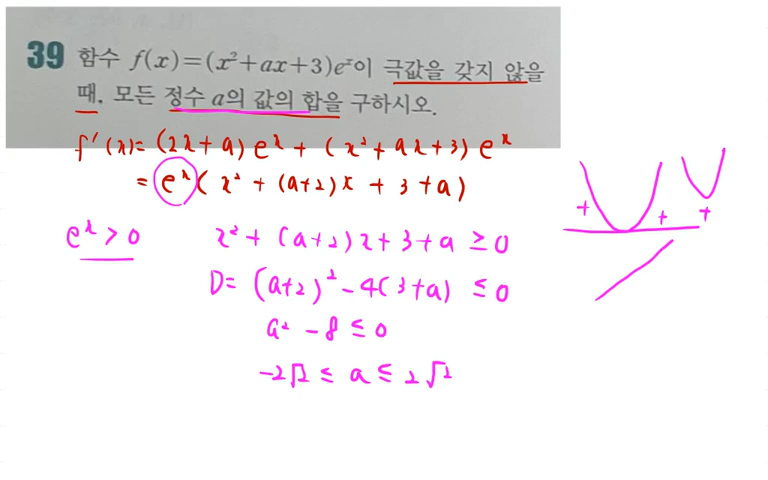 39 함수 f(x)=(x²+ax+3)eˣ이 극값을 갖지 않을
때, 모든 정수 a의 값의 합을 구하시오.
f'(x)= (2x+a) eˣ + (x²+ax+3) eˣ
= eˣ( x² + (a+2)x + 3+a)
eˣ > 0
x² + (a+2)x + 3+a ≥ 0
+ + +
D= (a+2)² - 4(3+a) ≤ 0
a² - 8 ≤ 0
-2√2 ≤ a ≤ 2√2